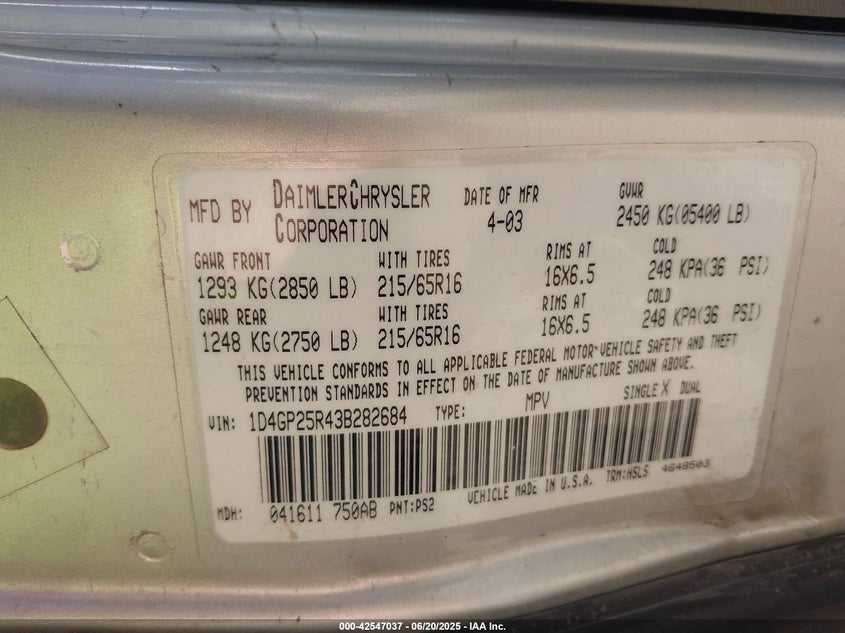 MFD BY DAIMLERCHRYSLER CORPORATION DATE OF MFR 4-03 GVWR 2450 KG(05400 LB)
GAWR FRONT WITH TIRES RIMS AT COLD
1293 KG(2850 LB) 215/65R16 16X6.5 248 KPA(36 PSI)
GAWR REAR WITH TIRES RIMS AT COLD
1248 KG(2750 LB) 215/65R16 16X6.5 248 KPA(36 PSI)
THIS VEHICLE CONFORMS TO ALL APPLICABLE FEDERAL MOTOR VEHICLE SAFETY AND THEFT
PREVENTION STANDARDS IN EFFECT ON THE DATE OF MANUFACTURE SHOWN ABOVE.
VIN: 1D4GP25R43B282684 TYPE: MPV SINGLE X DUAL
MDH: 041611 750AB PNT:PS2 VEHICLE MADE IN U.S.A. TRM:H5L5 4648503
000-42547037 - 06/20/2025 - IAA Inc.